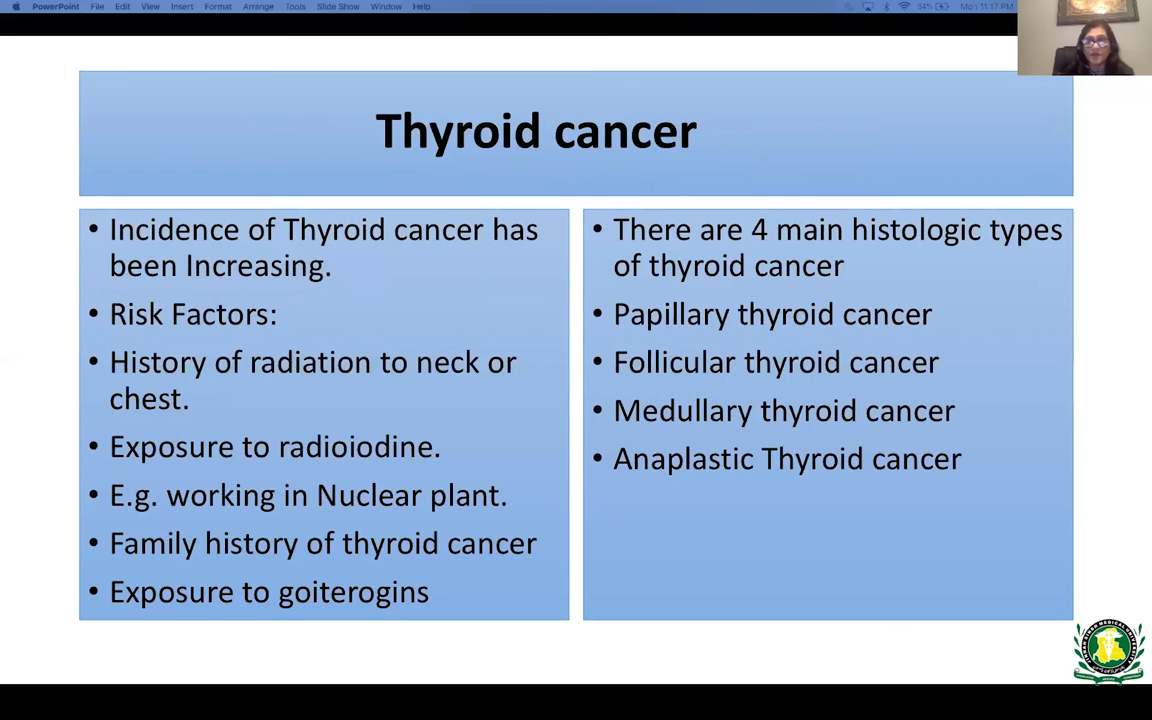 PowerPoint File Edit View Insert Format Arrange Tools Slide Show Window Help 84% Mon 11:17 PM
Thyroid cancer
• Incidence of Thyroid cancer has
been Increasing.
• Risk Factors:
• History of radiation to neck or
chest.
• Exposure to radioiodine.
• E.g. working in Nuclear plant.
• Family history of thyroid cancer
• Exposure to goiterogins
• There are 4 main histologic types
of thyroid cancer
• Papillary thyroid cancer
• Follicular thyroid cancer
• Medullary thyroid cancer
• Anaplastic Thyroid cancer